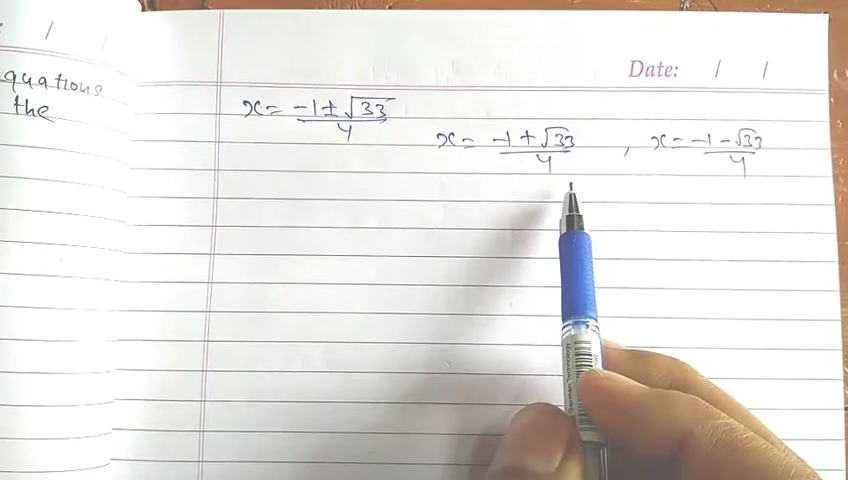 quations
the
Date: / /
x = -1 ± √33 / 4
x = -1 + √33 / 4 , x = -1 - √33 / 4